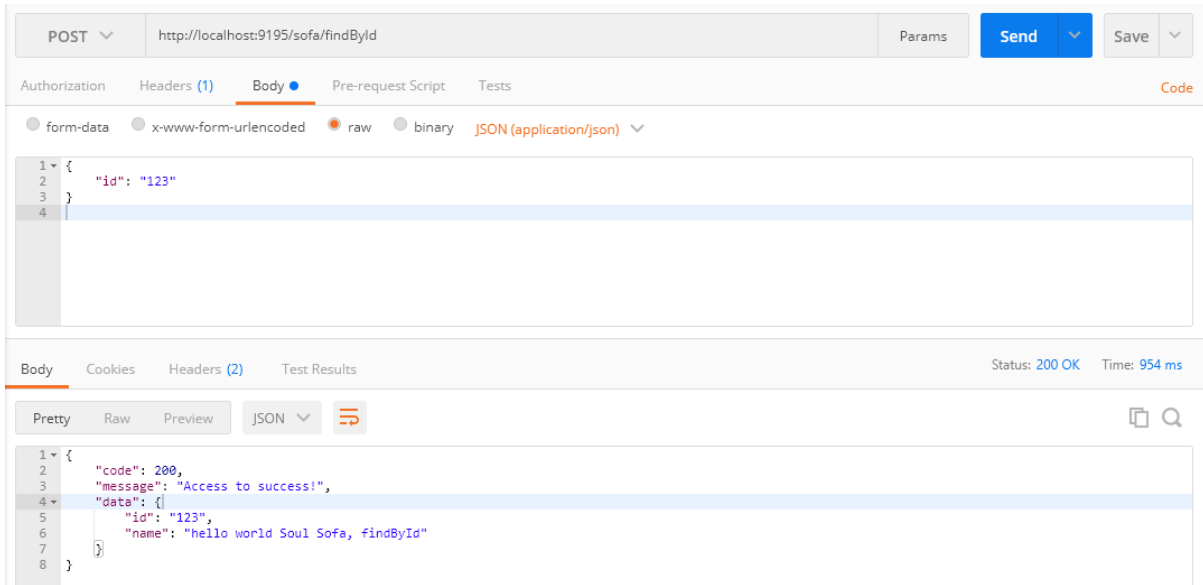 POST http://localhost:9195/sofa/findById Params Send Save
Authorization Headers (1) Body Pre-request Script Tests Code
form-data x-www-form-urlencoded raw binary JSON (application/json)
1 {
2 "id": "123"
3 }
4
Body Cookies Headers (2) Test Results Status: 200 OK Time: 954 ms
Pretty Raw Preview JSON
1 {
2 "code": 200,
3 "message": "Access to success!",
4 "data": {
5 "id": "123",
6 "name": "hello world Soul Sofa, findById"
7 }
8 }